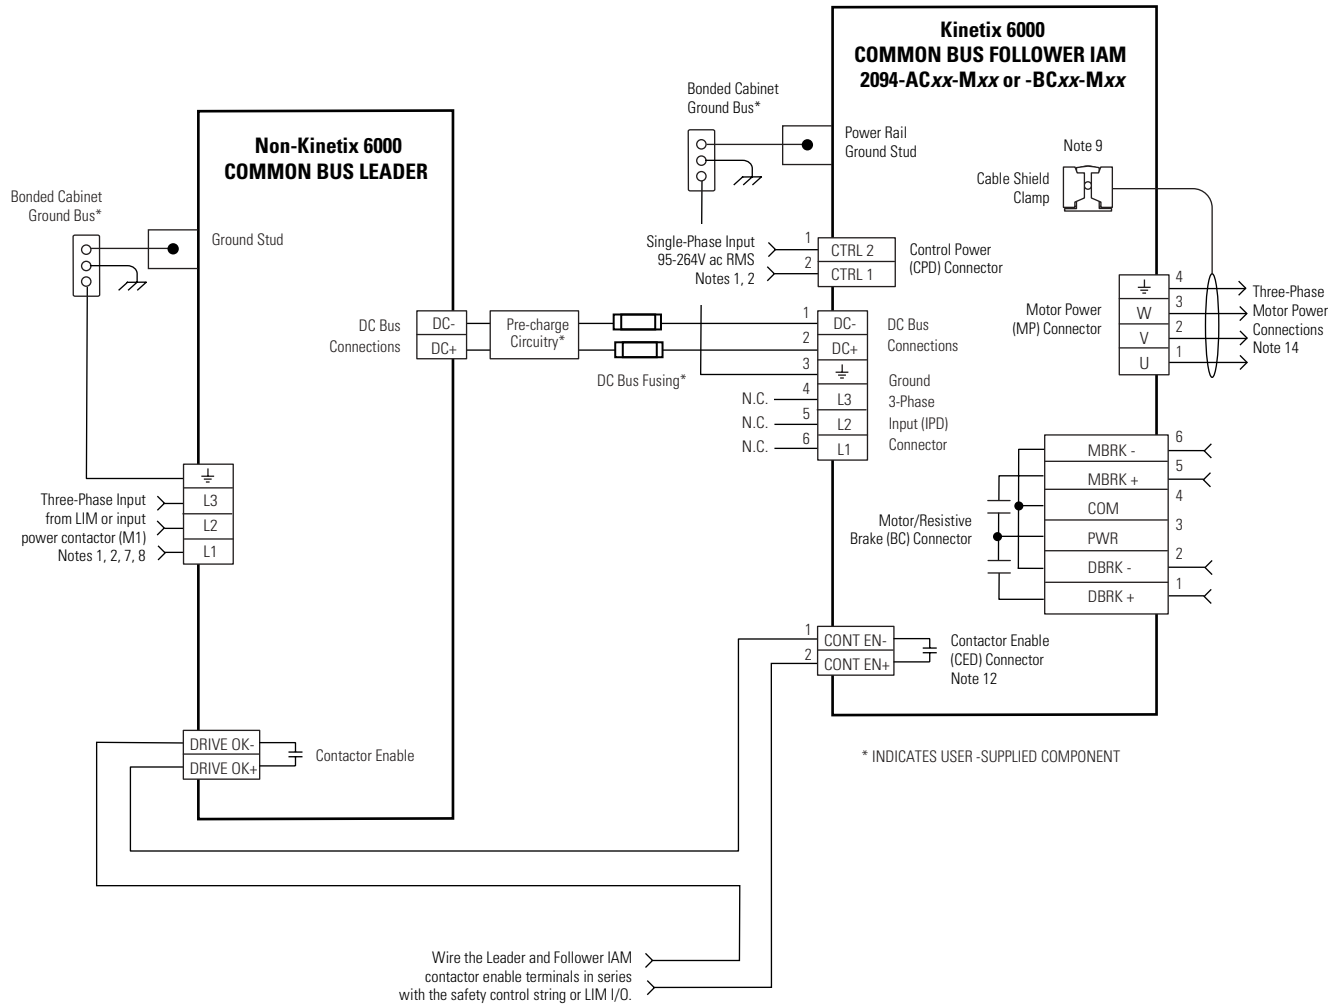 Kinetix 6000
COMMON BUS FOLLOWER IAM
2094-ACxx-Mxx or -BCxx-Mxx
Bonded Cabinet
Ground Bus*
Power Rail
Ground Stud
Note 9
Cable Shield
Clamp
Non-Kinetix 6000
COMMON BUS LEADER
Bonded Cabinet
Ground Bus*
Ground Stud
Single-Phase Input
95-264V ac RMS
Notes 1, 2
1
CTRL 2
2
CTRL 1
Control Power
(CPD) Connector
Motor Power
(MP) Connector
4
W
3
V
2
U
1
Three-Phase
Motor Power
Connections
Note 14
DC Bus
Connections
DC-
DC+
Pre-charge
Circuitry*
DC Bus Fusing*
1
DC-
2
DC+
3
N.C.
4
L3
N.C.
5
L2
N.C.
6
L1
DC Bus
Connections
Ground
3-Phase
Input (IPD)
Connector
Motor/Resistive
Brake (BC) Connector
MBRK -
6
MBRK +
5
COM
4
PWR
3
DBRK -
2
DBRK +
1
Three-Phase Input
from LIM or input
power contactor (M1)
Notes 1, 2, 7, 8
L3
L2
L1
1
CONT EN-
2
CONT EN+
Contactor Enable
(CED) Connector
Note 12
DRIVE OK-
DRIVE OK+
Contactor Enable
* INDICATES USER -SUPPLIED COMPONENT
Wire the Leader and Follower IAM
contactor enable terminals in series
with the safety control string or LIM I/O.